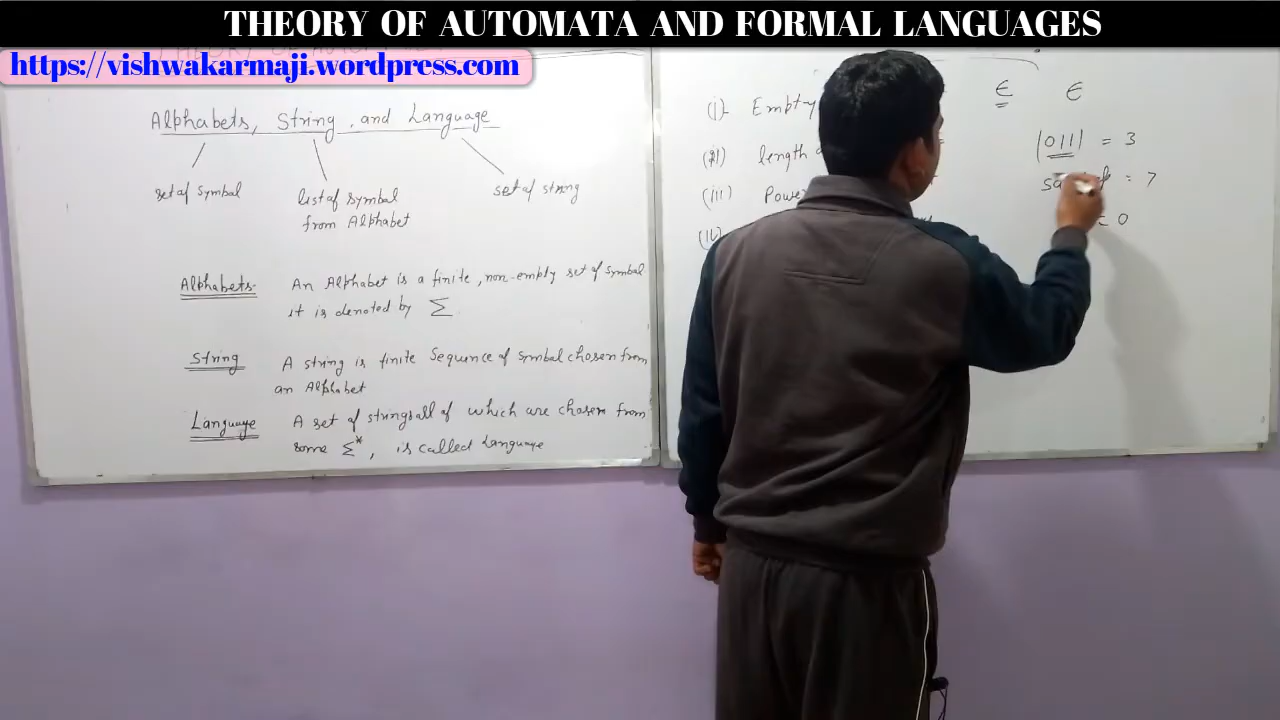 THEORY OF AUTOMATA AND FORMAL LANGUAGES
https://vishwakarmaji.wordpress.com
Alphabets, String, and Language
set of symbol
list of symbol
from Alphabet
set of string
Alphabets- An Alphabet is a finite, non-empty set of symbol
it is denoted by Σ
String A string is finite sequence of symbol chosen from
an Alphabet
Language A set of strings all of which are chosen from
some Σ*, is called Language
(i) Empty ϵ ϵ
length |011| = 3
(iii) Power = 7
= 0